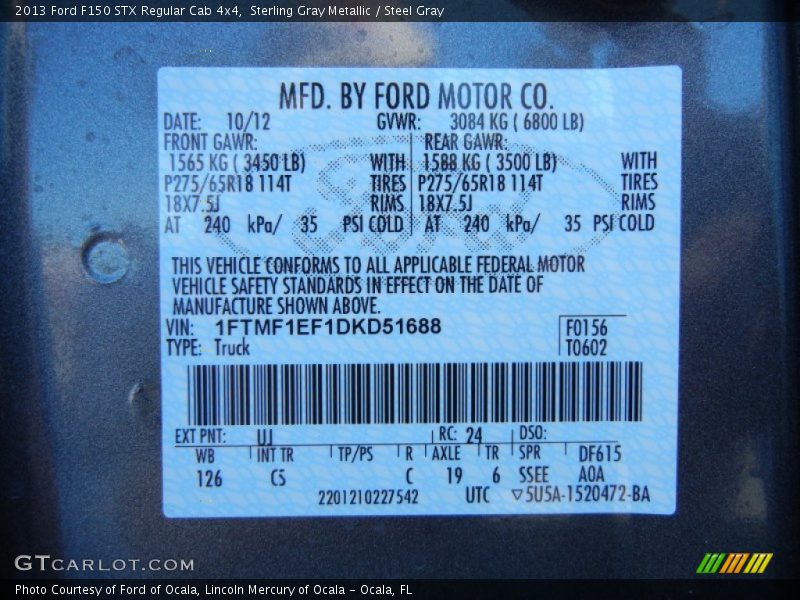 2013 Ford F150 STX Regular Cab 4x4,  Sterling Gray Metallic / Steel Gray
MFD. BY FORD MOTOR CO.
DATE: 10/12 GVWR: 3084 KG ( 6800 LB)
FRONT GAWR: REAR GAWR:
1565 KG ( 3450 LB) WITH 1588 KG ( 3500 LB) WITH
P275/65R18 114T TIRES P275/65R18 114T TIRES
18X7.5J RIMS 18X7.5J RIMS
AT 240 kPa/ 35 PSI COLD AT 240 kPa/ 35 PSI COLD
THIS VEHICLE CONFORMS TO ALL APPLICABLE FEDERAL MOTOR
VEHICLE SAFETY STANDARDS IN EFFECT ON THE DATE OF
MANUFACTURE SHOWN ABOVE.
VIN: 1FTMF1EF1DKD51688 F0156
TYPE: Truck T0602
EXT PNT: UJ RC: 24 DSO:
WB INT TR TP/PS R AXLE TR SPR DF615
126 C5 C 19 6 SSEE A0A
2201210227542 UTC ▽5U5A-1520472-BA
GTCARLOT.COM
Photo Courtesy of Ford of Ocala, Lincoln Mercury of Ocala - Ocala, FL